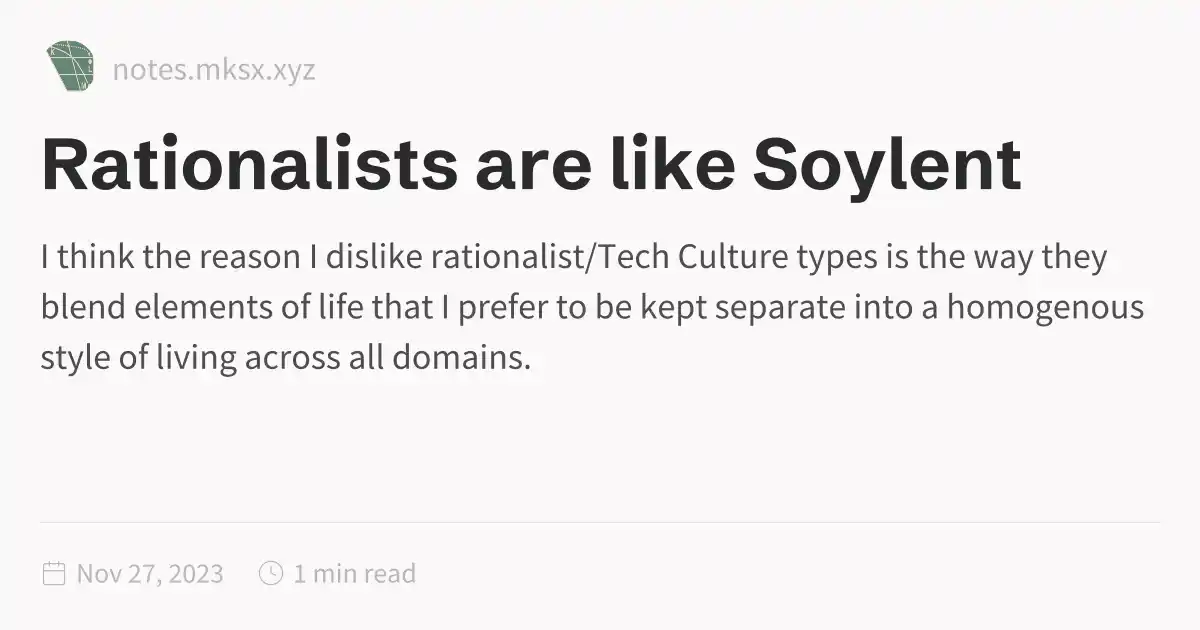 notes.mksx.xyz
Rationalists are like Soylent
I think the reason I dislike rationalist/Tech Culture types is the way they
blend elements of life that I prefer to be kept separate into a homogenous
style of living across all domains.
Nov 27, 2023 1 min read